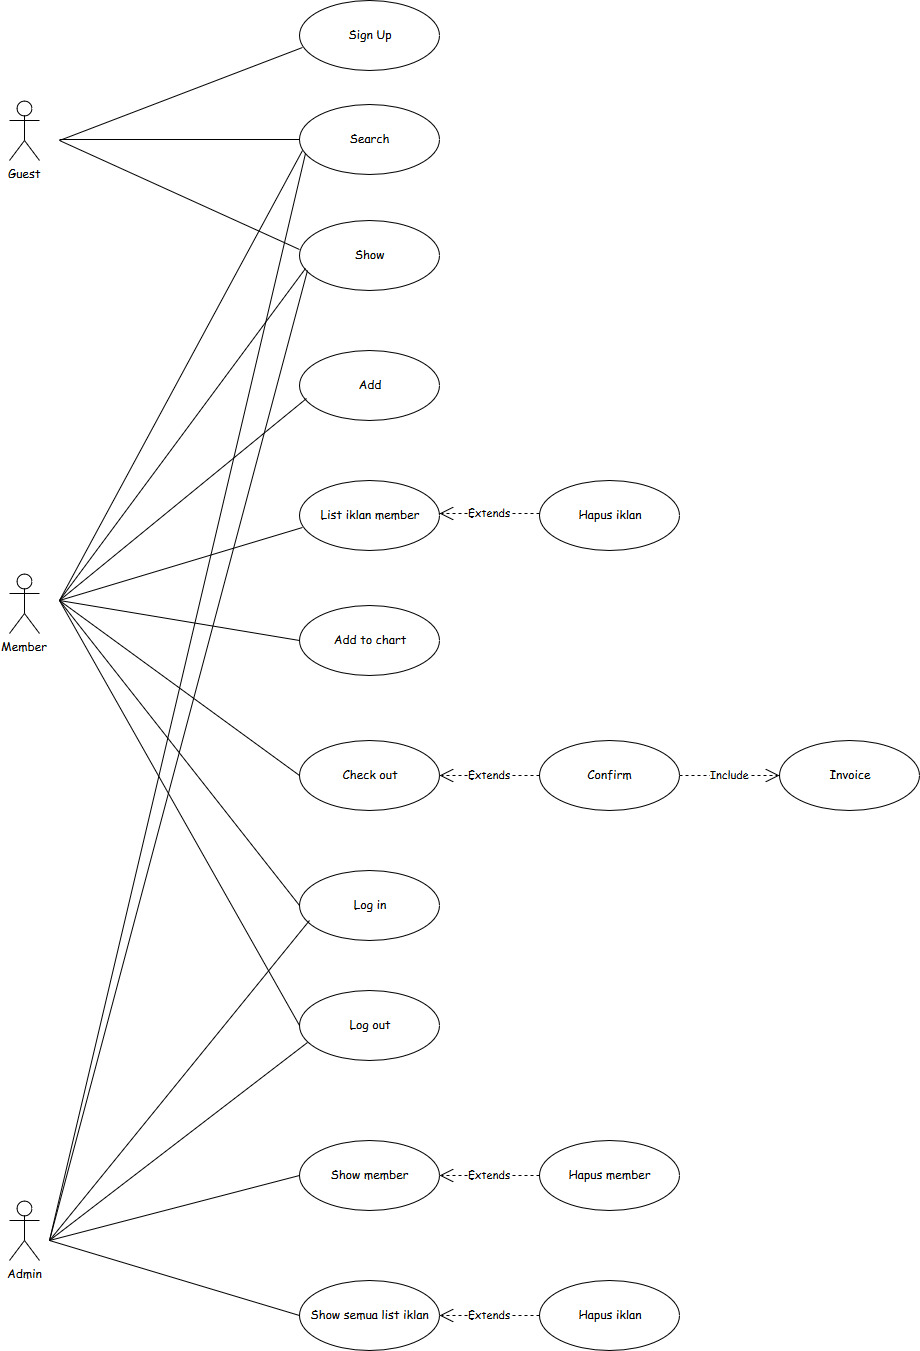 Sign Up
Search
Guest
Show
Add
List iklan member
Extends
Hapus iklan
Add to chart
Member
Check out
Extends
Confirm
Include
Invoice
Log in
Log out
Show member
Extends
Hapus member
Admin
Show semua list iklan
Extends
Hapus iklan